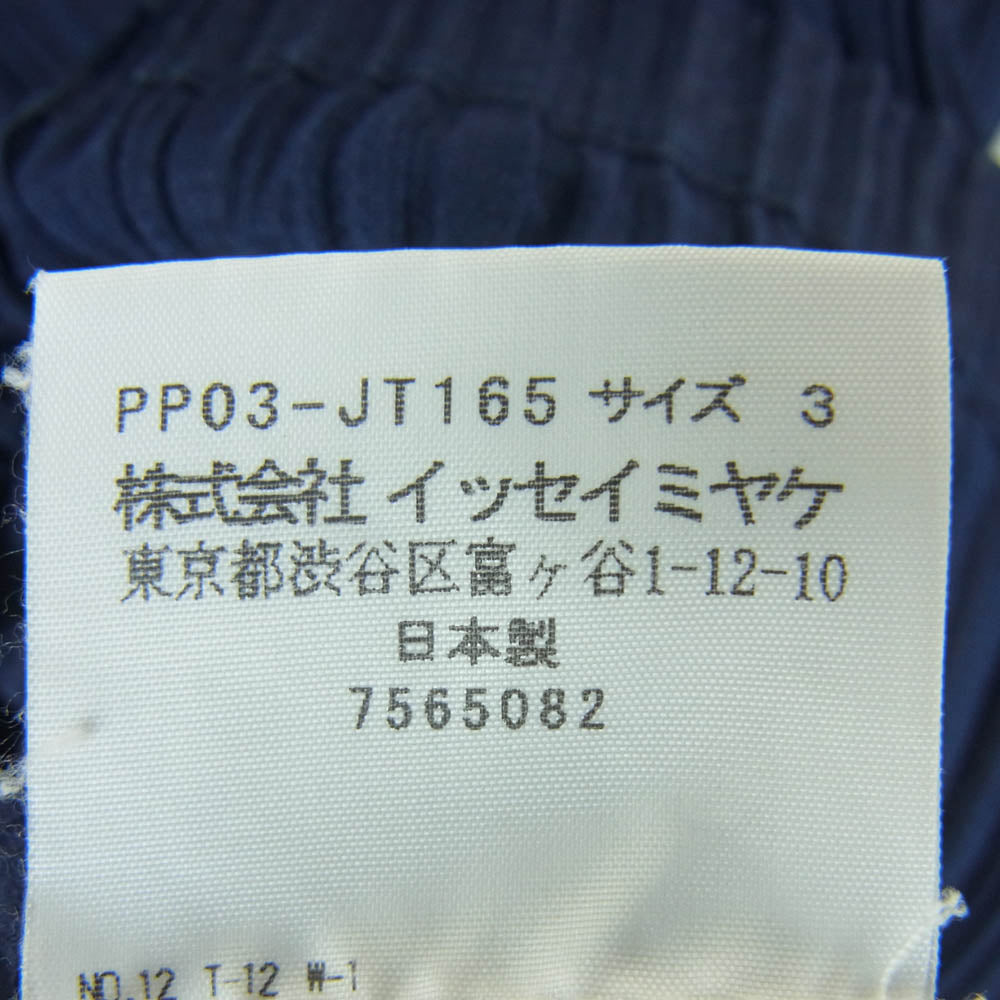 PP03-JT165 サイズ 3
株式会社 イッセイミヤケ
東京都渋谷区富ヶ谷1-12-10
日本製
7565082
NO.12 T-12 W-1